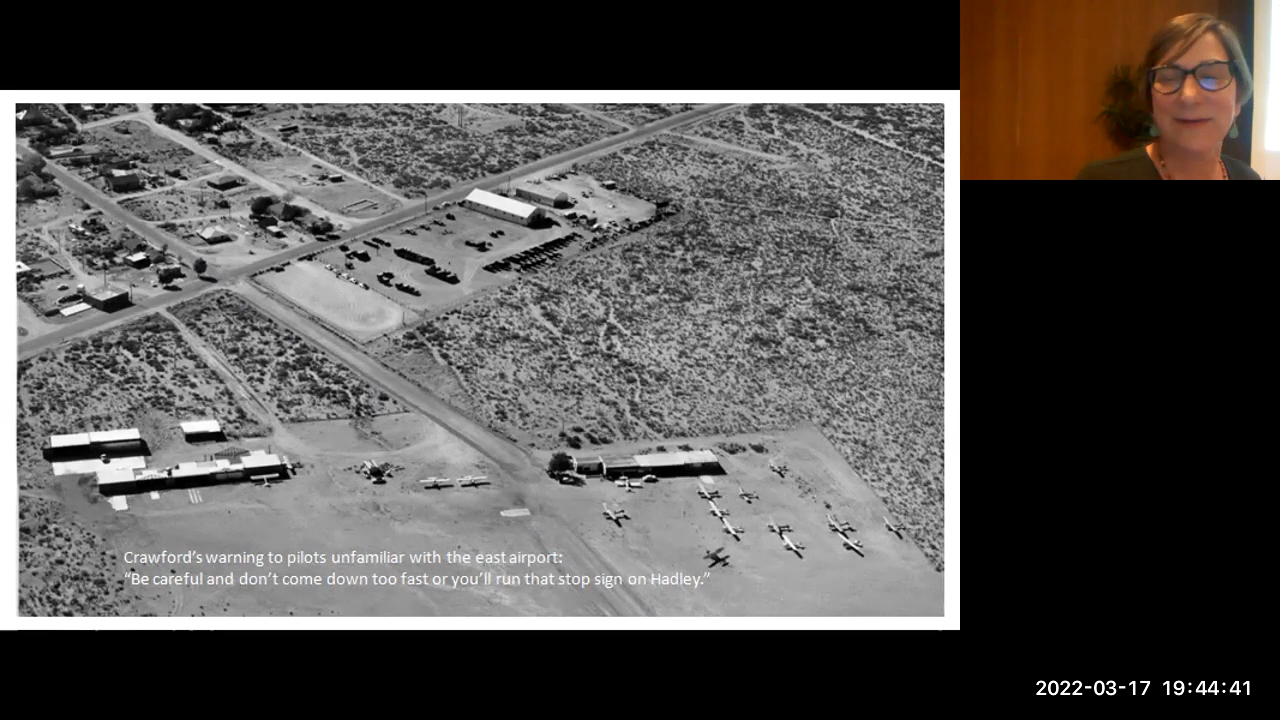 Crawford's warning to pilots unfamiliar with the east airport:
“Be careful and don't come down too fast or you'll run that stop sign on Hadley.”
2022-03-17 19:44:41